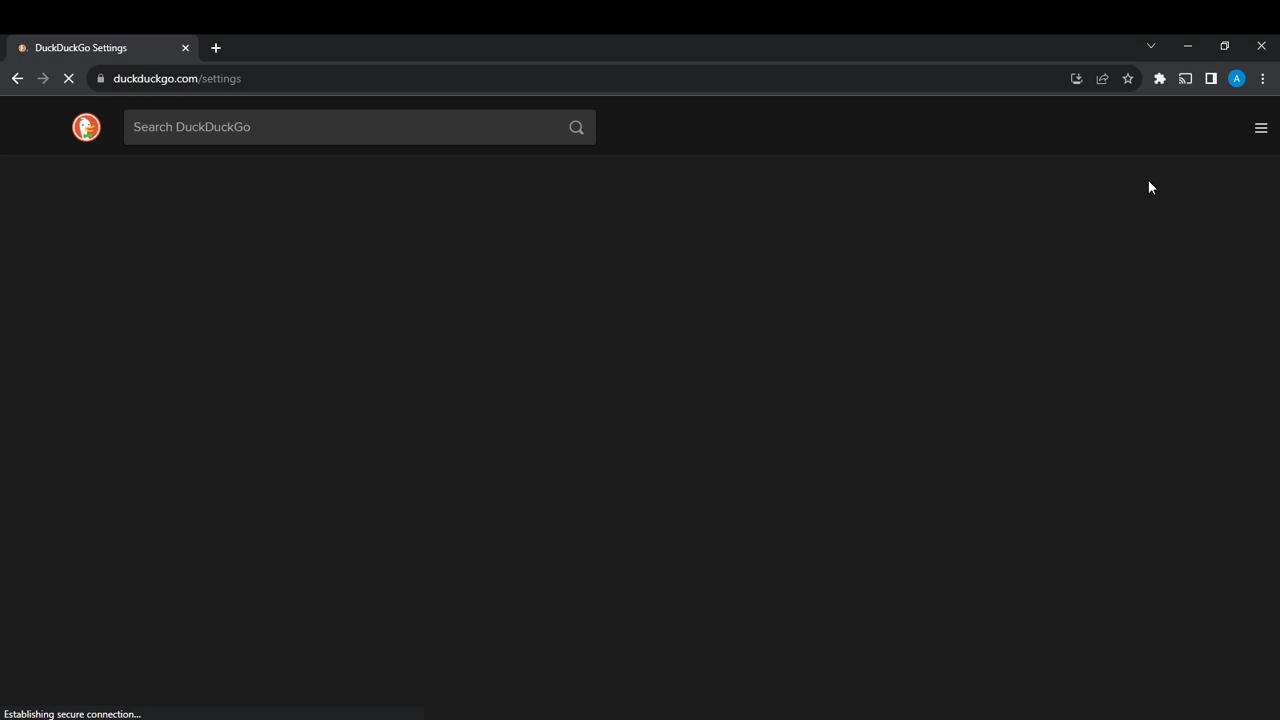 DuckDuckGo Settings
duckduckgo.com/settings
A
Search DuckDuckGo
Establishing secure connection...